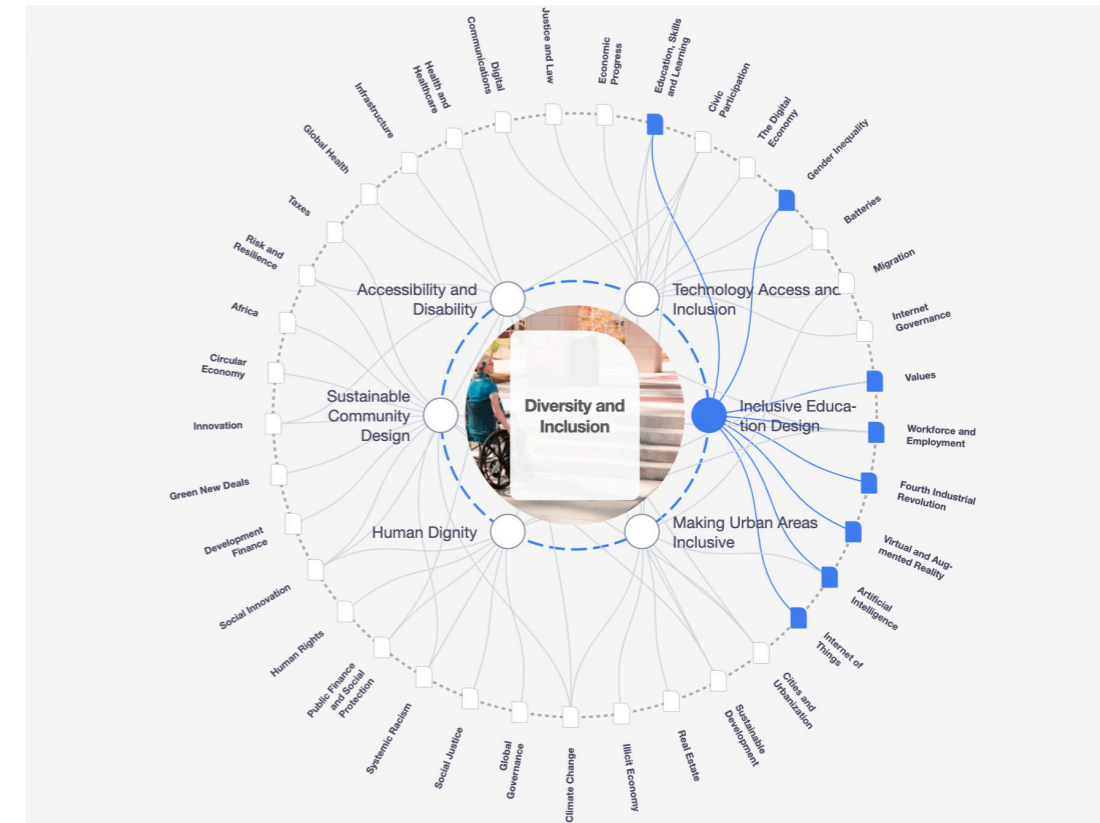 Diversity and
Inclusion
Accessibility and
Disability
Technology Access and
Inclusion
Inclusive Educa-
tion Design
Making Urban Areas
Inclusive
Human Dignity
Sustainable
Community
Design
Justice and Law
Economic
Progress
Education, Skills
and Learning
Civic
Participation
The Digital
Economy
Gender Inequality
Batteries
Migration
Internet
Governance
Values
Workforce and
Employment
Fourth Industrial
Revolution
Virtual and Aug-
mented Reality
Artificial
Intelligence
Internet of
Things
Cities and
Urbanization
Sustainable
Development
Real Estate
Illicit Economy
Climate Change
Global
Governance
Social Justice
Systemic Racism
Public Finance
and Social
Protection
Human Rights
Social Innovation
Development
Finance
Green New Deals
Innovation
Circular
Economy
Africa
Risk and
Resilience
Taxes
Global Health
Infrastructure
Health and
Healthcare
Digital
Communications